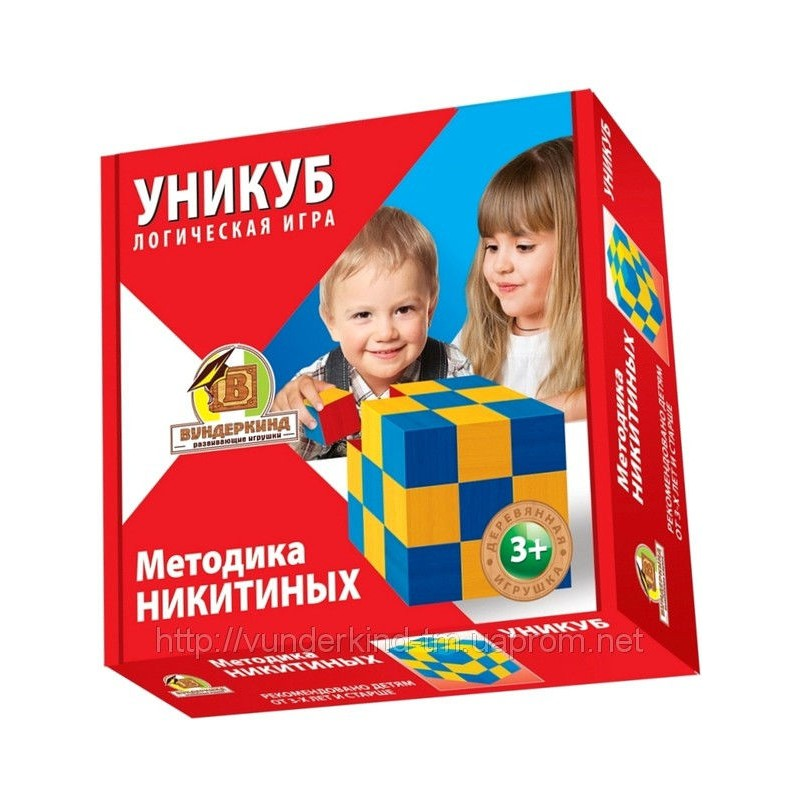 УНИКУБ
ЛОГИЧЕСКАЯ ИГРА
В
ВУНДЕРКИНД
развивающие игрушки
Методика
НИКИТИНЫХ
ДЕРЕВЯННАЯ
3+
ИГРУШКА
УНИКУБ
Методика
НИКИТИНЫХ
РЕКОМЕНДОВАНО ДЕТЯМ
ОТ 3-Х ЛЕТ И СТАРШЕ
http://vunderkind-tm.uaprom.net
Методика
НИКИТИНЫХ
УНИКУБ
РЕКОМЕНДОВАНО ДЕТЯМ
ОТ 3-Х ЛЕТ И СТАРШЕ